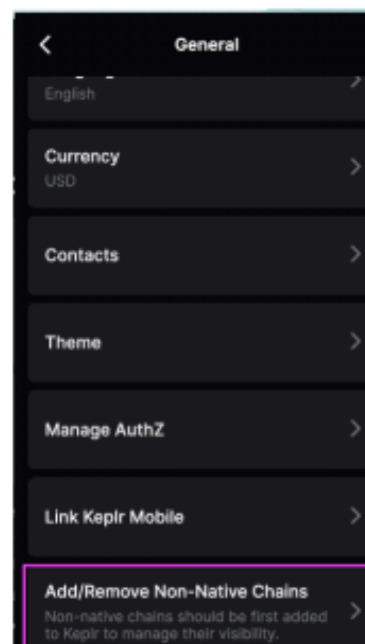 General
English
Currency
USD
Contacts
Theme
Manage AuthZ
Link Keplr Mobile
Add/Remove Non-Native Chains
Non-native chains should be first added
to Keplr to manage their visibility.